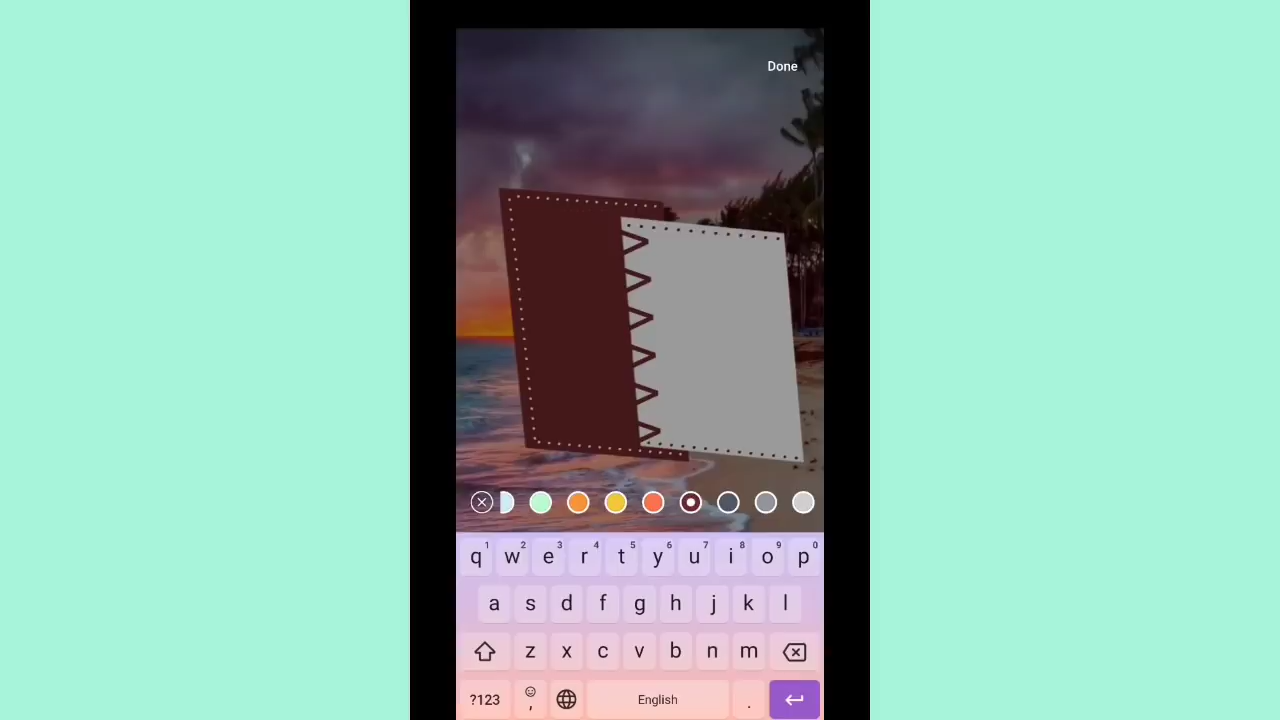 Done
q1 w2 e3 r4 t5 y6 u7 i8 o9 p0
a s d f g h j k l
z x c v b n m
?123 , English .